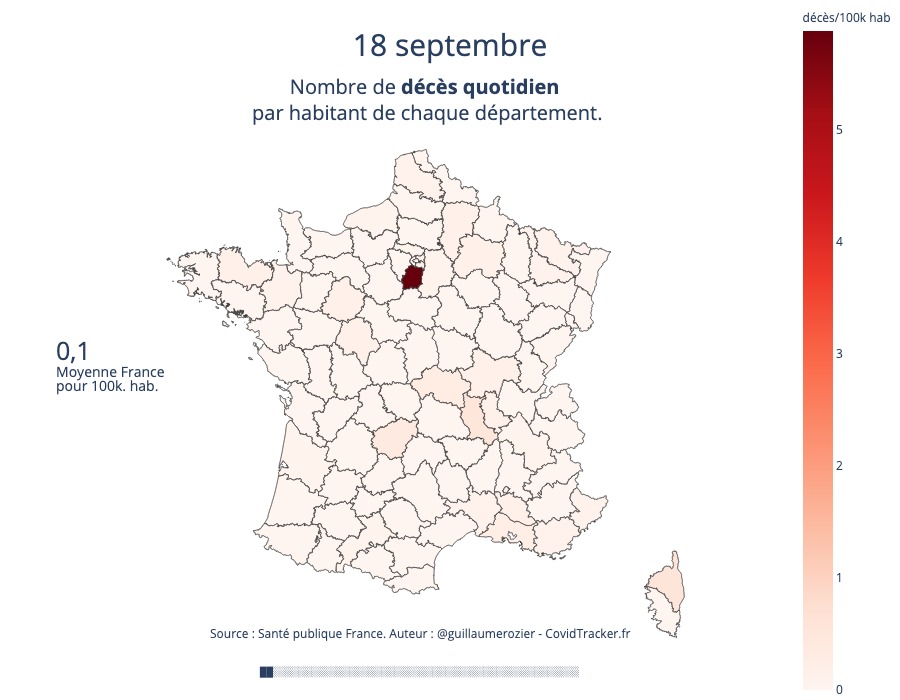 décès/100k hab
18 septembre
Nombre de décès quotidien
par habitant de chaque département.
5
4
0,1
Moyenne France
pour 100k. hab.
3
2
1
Source : Santé publique France. Auteur : @guillaumerozier - CovidTracker.fr
0